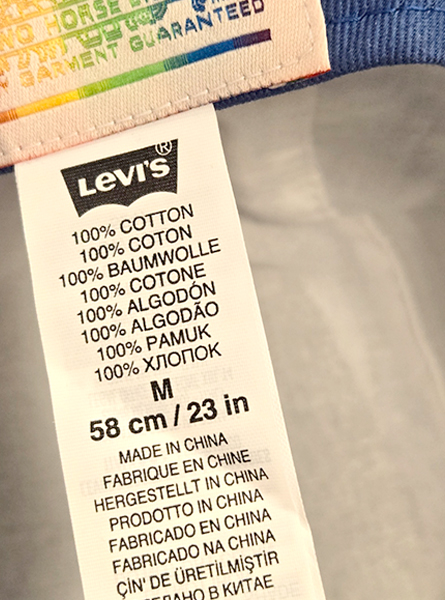 NO HORSE
GARMENT GUARANTEED
LEVI'S®
100% COTTON
100% COTON
100% BAUMWOLLE
100% COTONE
100% ALGODÓN
100% ALGODÃO
100% PAMUK
100% ХЛОПОК
M
58 cm / 23 in
MADE IN CHINA
FABRIQUE EN CHINE
HERGESTELLT IN CHINA
PRODOTTO IN CHINA
FABRICADO EN CHINA
FABRICADO NA CHINA
ÇİN' DE ÜRETİLMİŞTİR
В КИТАЕ